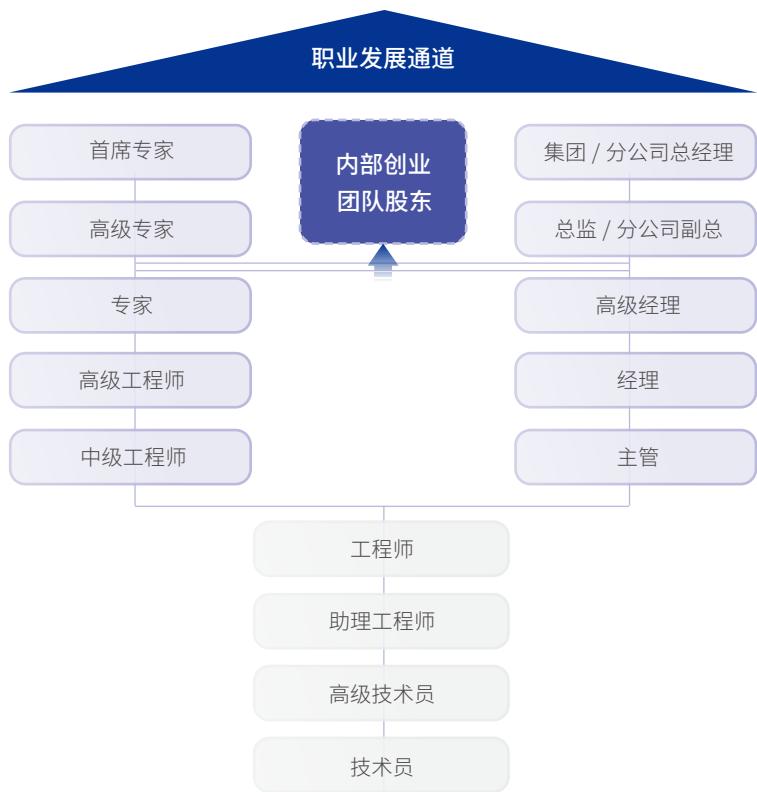 职业发展通道
首席专家
内部创业
团队股东
集团 / 分公司总经理
高级专家
总监 / 分公司副总
专家
高级经理
高级工程师
经理
中级工程师
主管
工程师
助理工程师
高级技术员
技术员